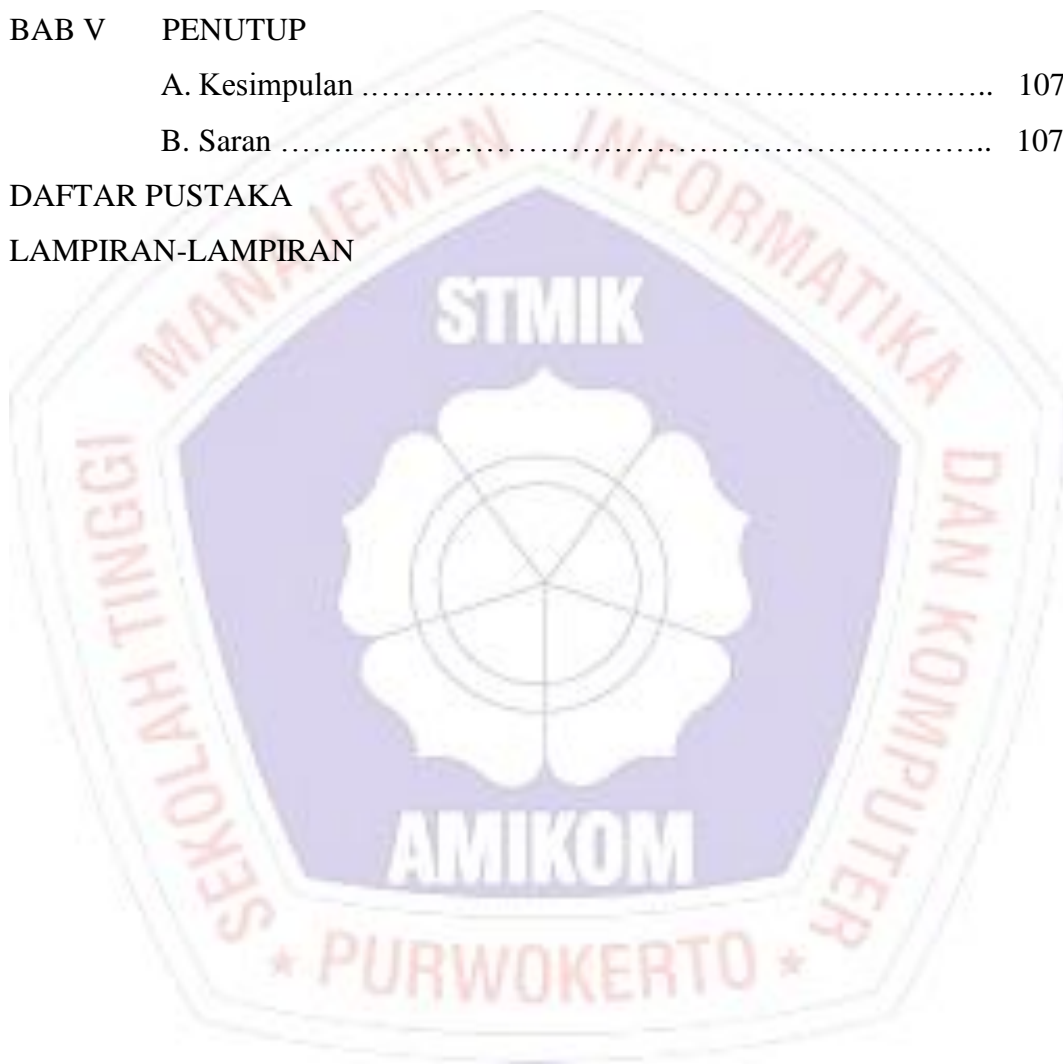 BAB V PENUTUP
A. Kesimpulan ………………………………………………….. 107
B. Saran ……..………………………………………………….. 107
DAFTAR PUSTAKA
LAMPIRAN-LAMPIRAN
SEKOLAH TINGGI MANAJEMEN INFORMATIKA DAN KOMPUTER
STMIK
AMIKOM
* PURWOKERTO *